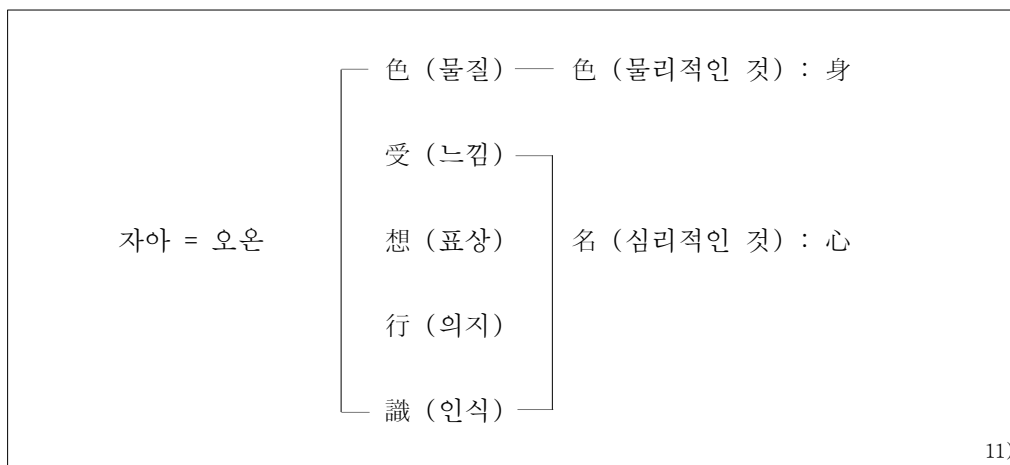 色 (물질) 色 (물리적인 것) : 身
受 (느낌)
자아 = 오온 想 (표상) 名 (심리적인 것) : 心
行 (의지)
識 (인식)
11)